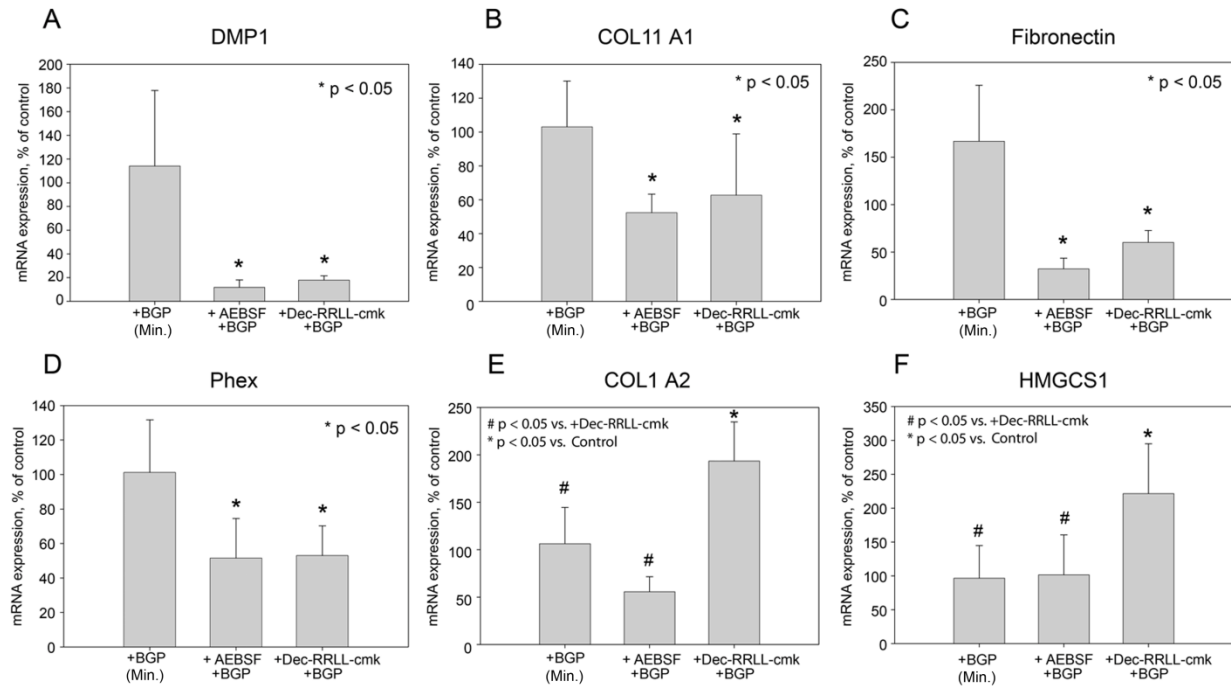 A
DMP1
mRNA expression, % of control
200
180
160
140
120
100
80
60
40
20
0
* p < 0.05
*
*
+BGP
(Min.)
+ AEBSF
+BGP
+Dec-RRLL-cmk
+BGP
B
COL11 A1
mRNA expression, % of control
140
120
100
80
60
40
20
0
* p < 0.05
*
*
+BGP
(Min.)
+ AEBSF
+BGP
+Dec-RRLL-cmk
+BGP
C
Fibronectin
mRNA expression, % of control
250
200
150
100
50
0
* p < 0.05
*
*
+BGP
(Min.)
+ AEBSF
+BGP
+Dec-RRLL-cmk
+BGP
D
Phex
mRNA expression, % of control
140
120
100
80
60
40
20
0
* p < 0.05
*
*
+BGP
(Min.)
+ AEBSF
+BGP
+Dec-RRLL-cmk
+BGP
E
COL1 A2
mRNA expression, % of control
250
200
150
100
50
0
# p < 0.05 vs. +Dec-RRLL-cmk
* p < 0.05 vs. Control
#
#
*
+BGP
(Min.)
+ AEBSF
+BGP
+Dec-RRLL-cmk
+BGP
F
HMGCS1
mRNA expression, % of control
350
300
250
200
150
100
50
0
# p < 0.05 vs. +Dec-RRLL-cmk
* p < 0.05 vs. Control
#
#
*
+BGP
(Min.)
+ AEBSF
+BGP
+Dec-RRLL-cmk
+BGP